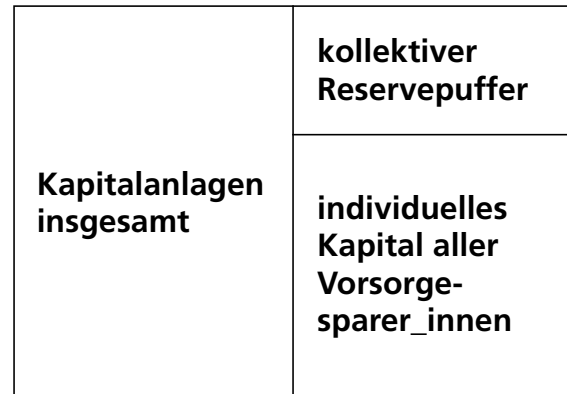 Kapitalanlagen
insgesamt
kollektiver
Reservepuffer
individuelles
Kapital aller
Vorsorge-
sparer_innen